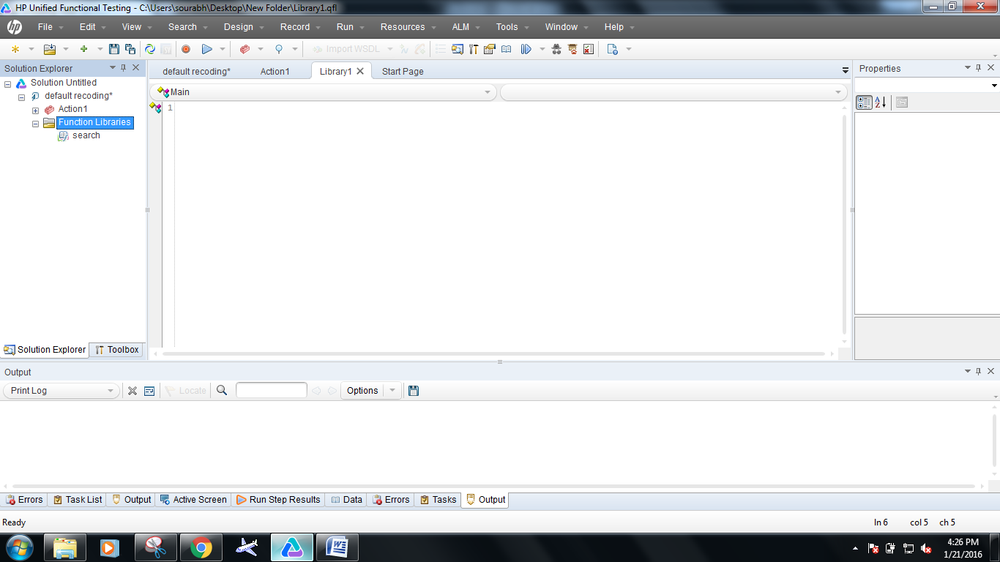 HP Unified Functional Testing - C:\Users\sourabh\Desktop\New Folder\Library1.qfl
hp File Edit View Search Design Record Run Resources ALM Tools Window Help
Import WSDL
Solution Explorer
Solution Untitled
default recoding*
Action1
Function Libraries
search
Solution Explorer Toolbox
default recoding* Action1 Library1 Start Page
Main
1
Properties
Output
Print Log Locate Options
Errors Task List Output Active Screen Run Step Results Data Errors Tasks Output
Ready ln 6 col 5 ch 5
4:26 PM
1/21/2016